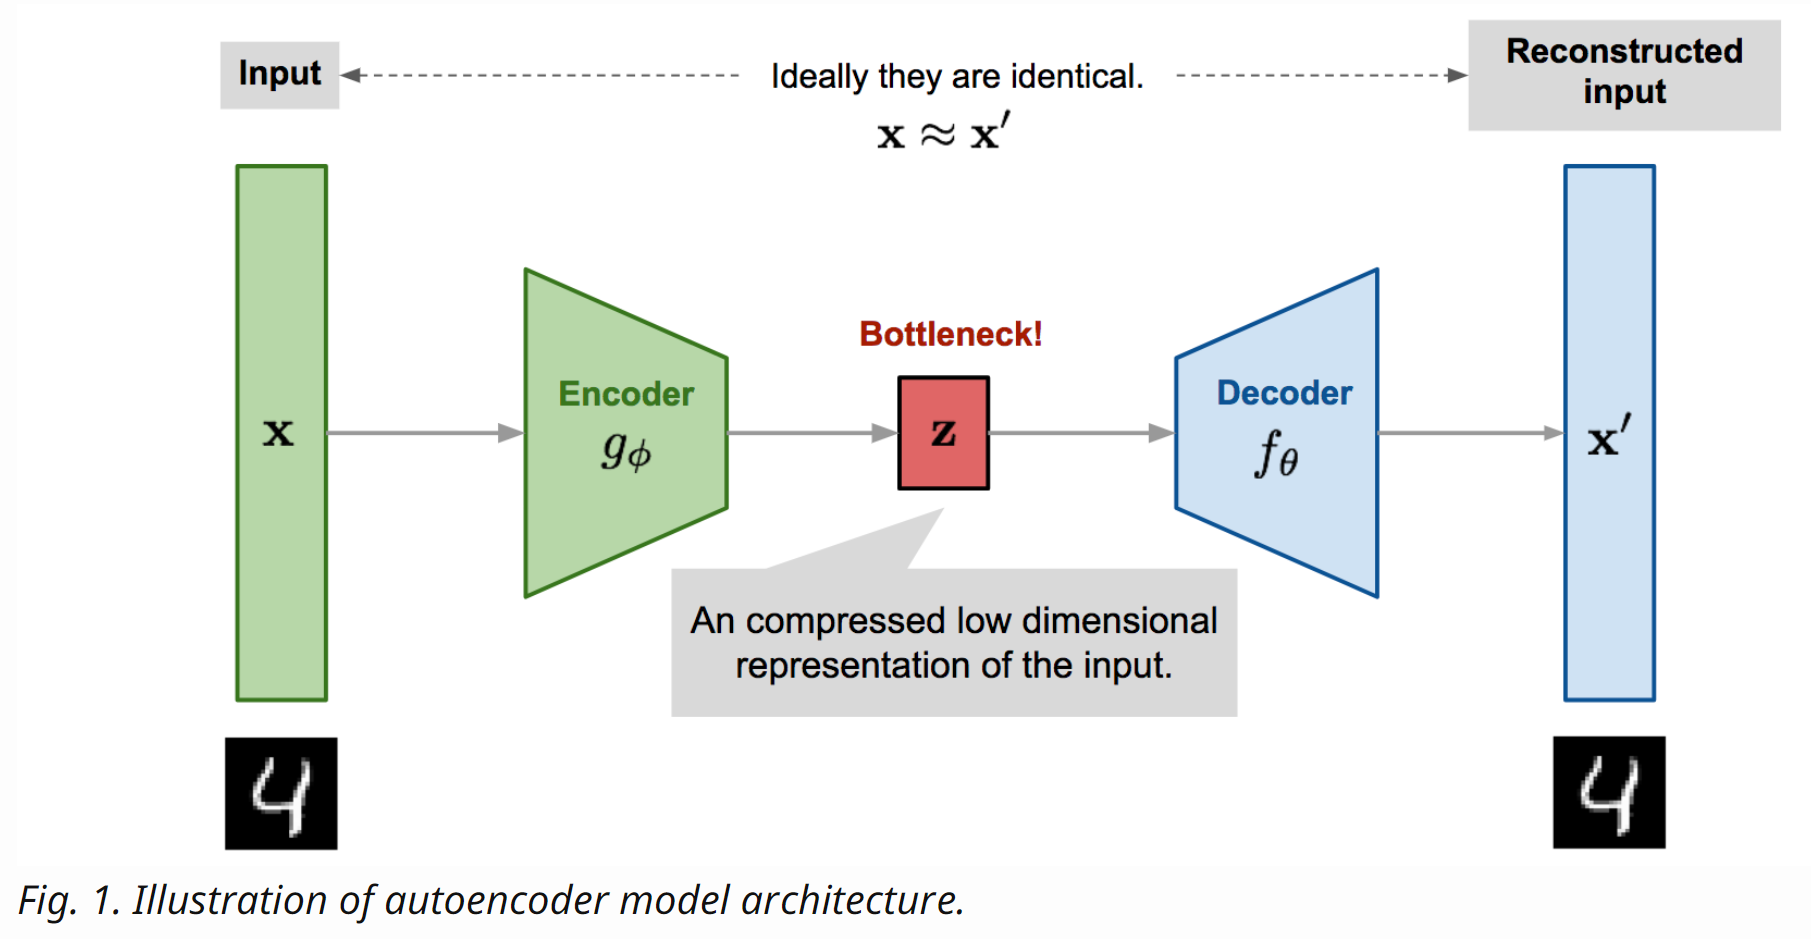 Input
Ideally they are identical.
x ≈ x′
Reconstructed
input
x
Encoder
gϕ
Bottleneck!
z
Decoder
fθ
x′
An compressed low dimensional
representation of the input.
4
4
Fig. 1. Illustration of autoencoder model architecture.